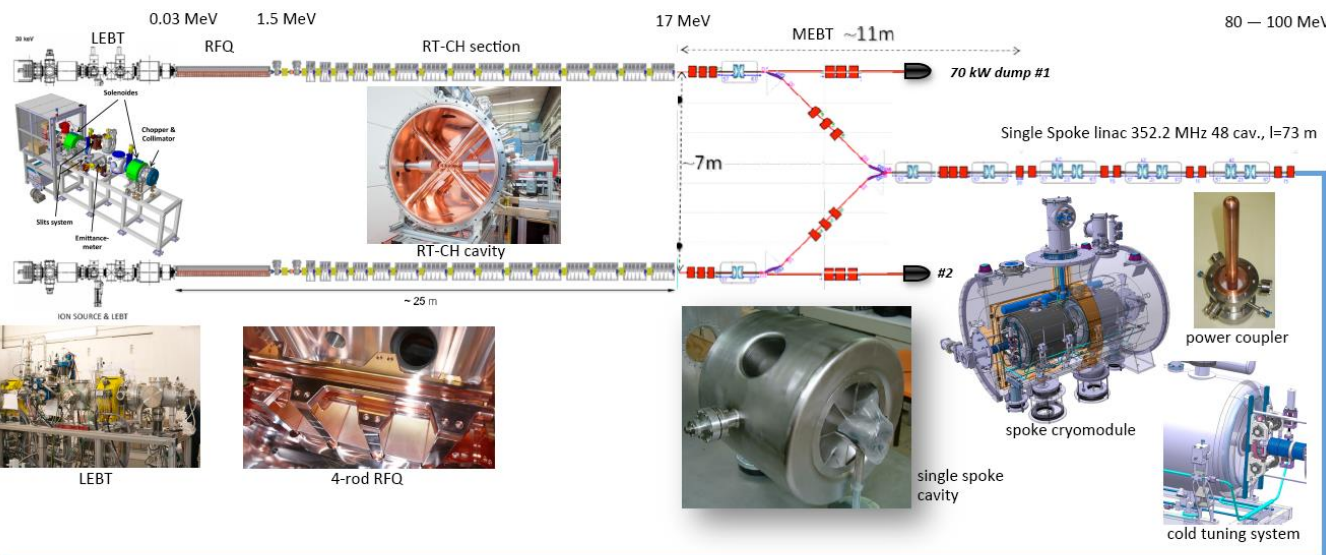 0.03 MeV
1.5 MeV
17 MeV
80 — 100 MeV
30 keV
LEBT
RFQ
RT-CH section
MEBT ~11m
70 kW dump #1
Solenoides
Chopper &
Collimator
Slits system
Emittance-
meter
RT-CH cavity
~7m
Single Spoke linac 352.2 MHz 48 cav., l=73 m
#2
~ 25 m
ION SOURCE & LEBT
power coupler
spoke cryomodule
LEBT
4-rod RFQ
single spoke
cavity
cold tuning system